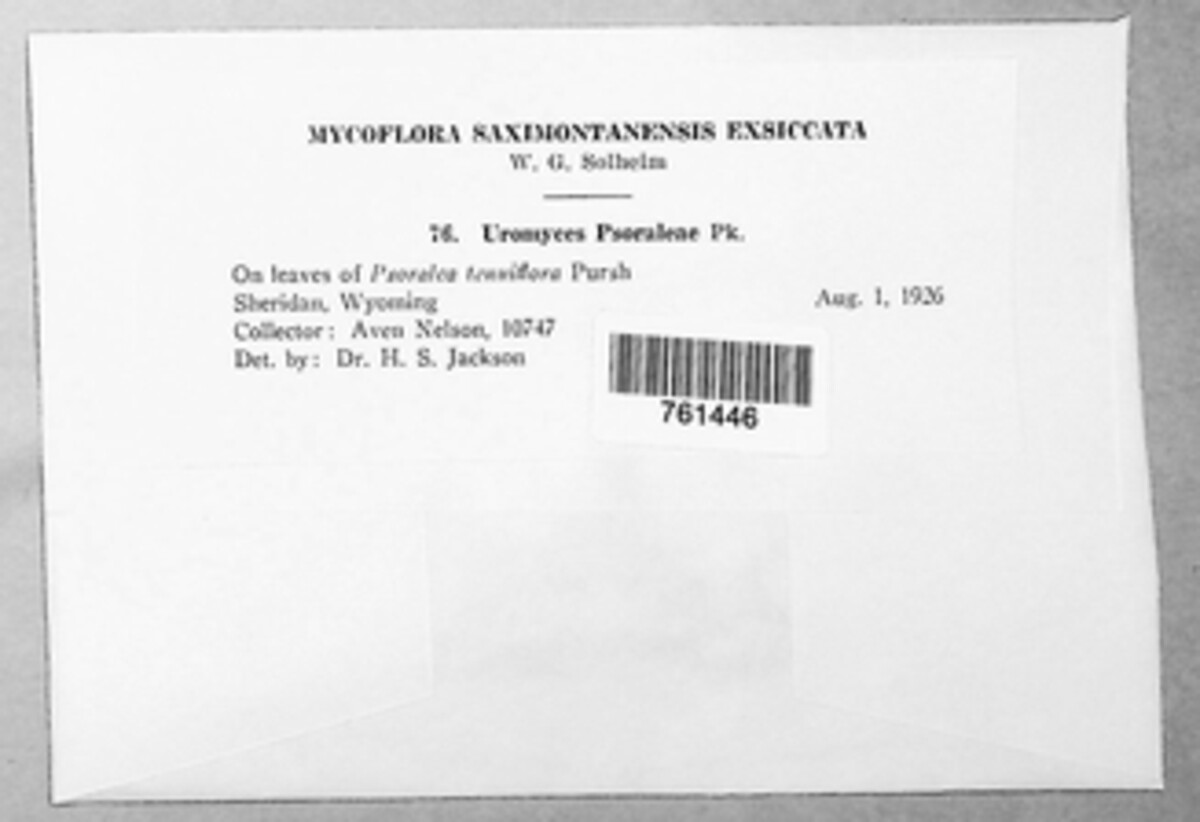 MYCOFLORA SAXIMONTANENSIS EXSICCATA
W. G. Solheim
76. Uromyces Psoraleae Pk.
On leaves of Psoralea tenuiflora Pursh
Sheridan, Wyoming
Aug. 1, 1926
Collector: Aven Nelson, 10747
Det. by: Dr. H. S. Jackson
761446